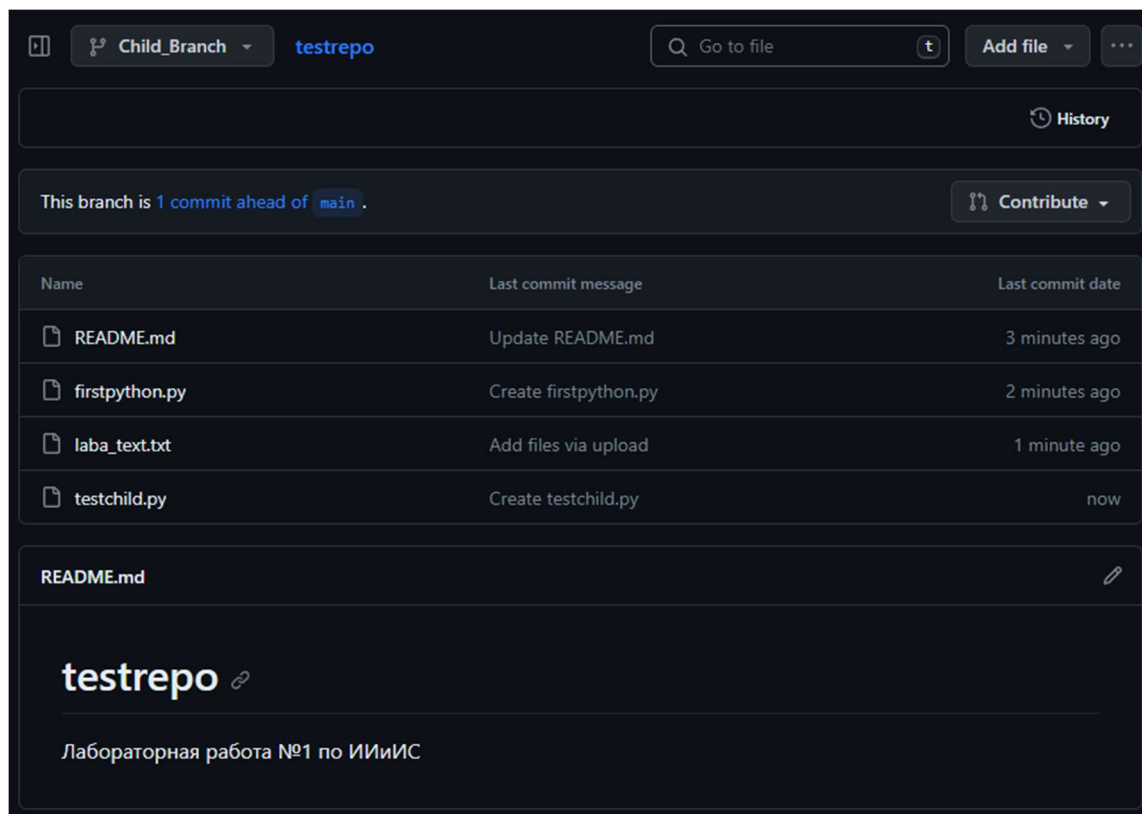 Child_Branch testrepo Go to file t Add file ...
History
This branch is 1 commit ahead of main . Contribute
Name Last commit message Last commit date
README.md Update README.md 3 minutes ago
firstpython.py Create firstpython.py 2 minutes ago
laba_text.txt Add files via upload 1 minute ago
testchild.py Create testchild.py now
README.md
testrepo
Лабораторная работа №1 по ИИиИС